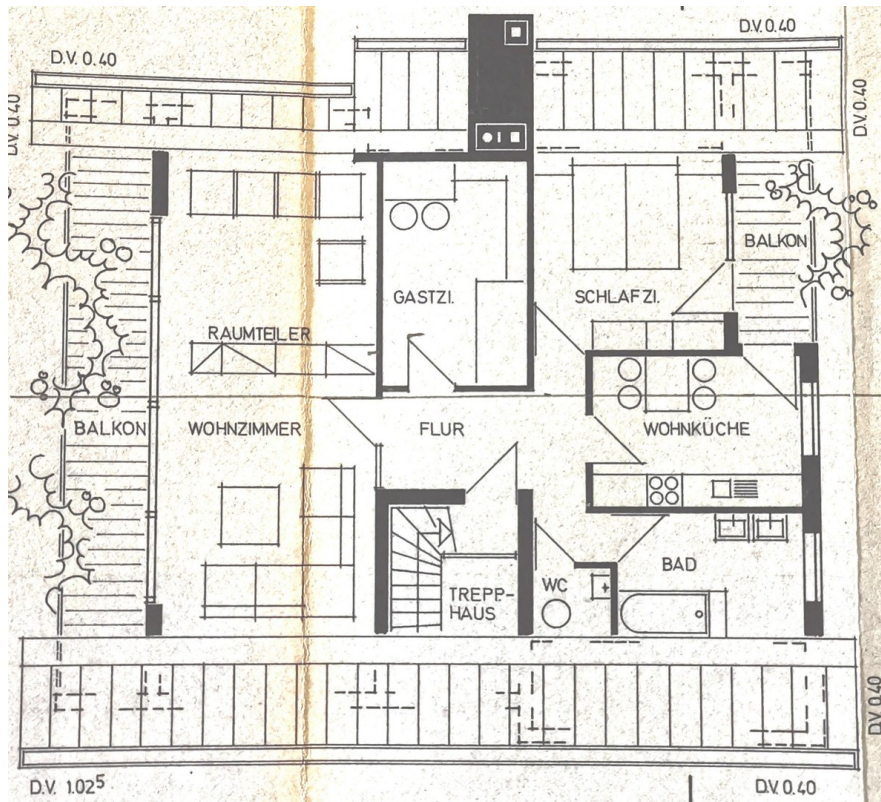 D.V. 0.40
D.V. 0.40
D.V. 0.40
D.V. 0.40
BALKON
GASTZI.
SCHLAFZI.
RAUMTEILER
BALKON
WOHNZIMMER
FLUR
WOHNKÜCHE
WC
BAD
TREPP-
HAUS
D.V. 0.40
D.V. 1.02⁵
D.V. 0.40